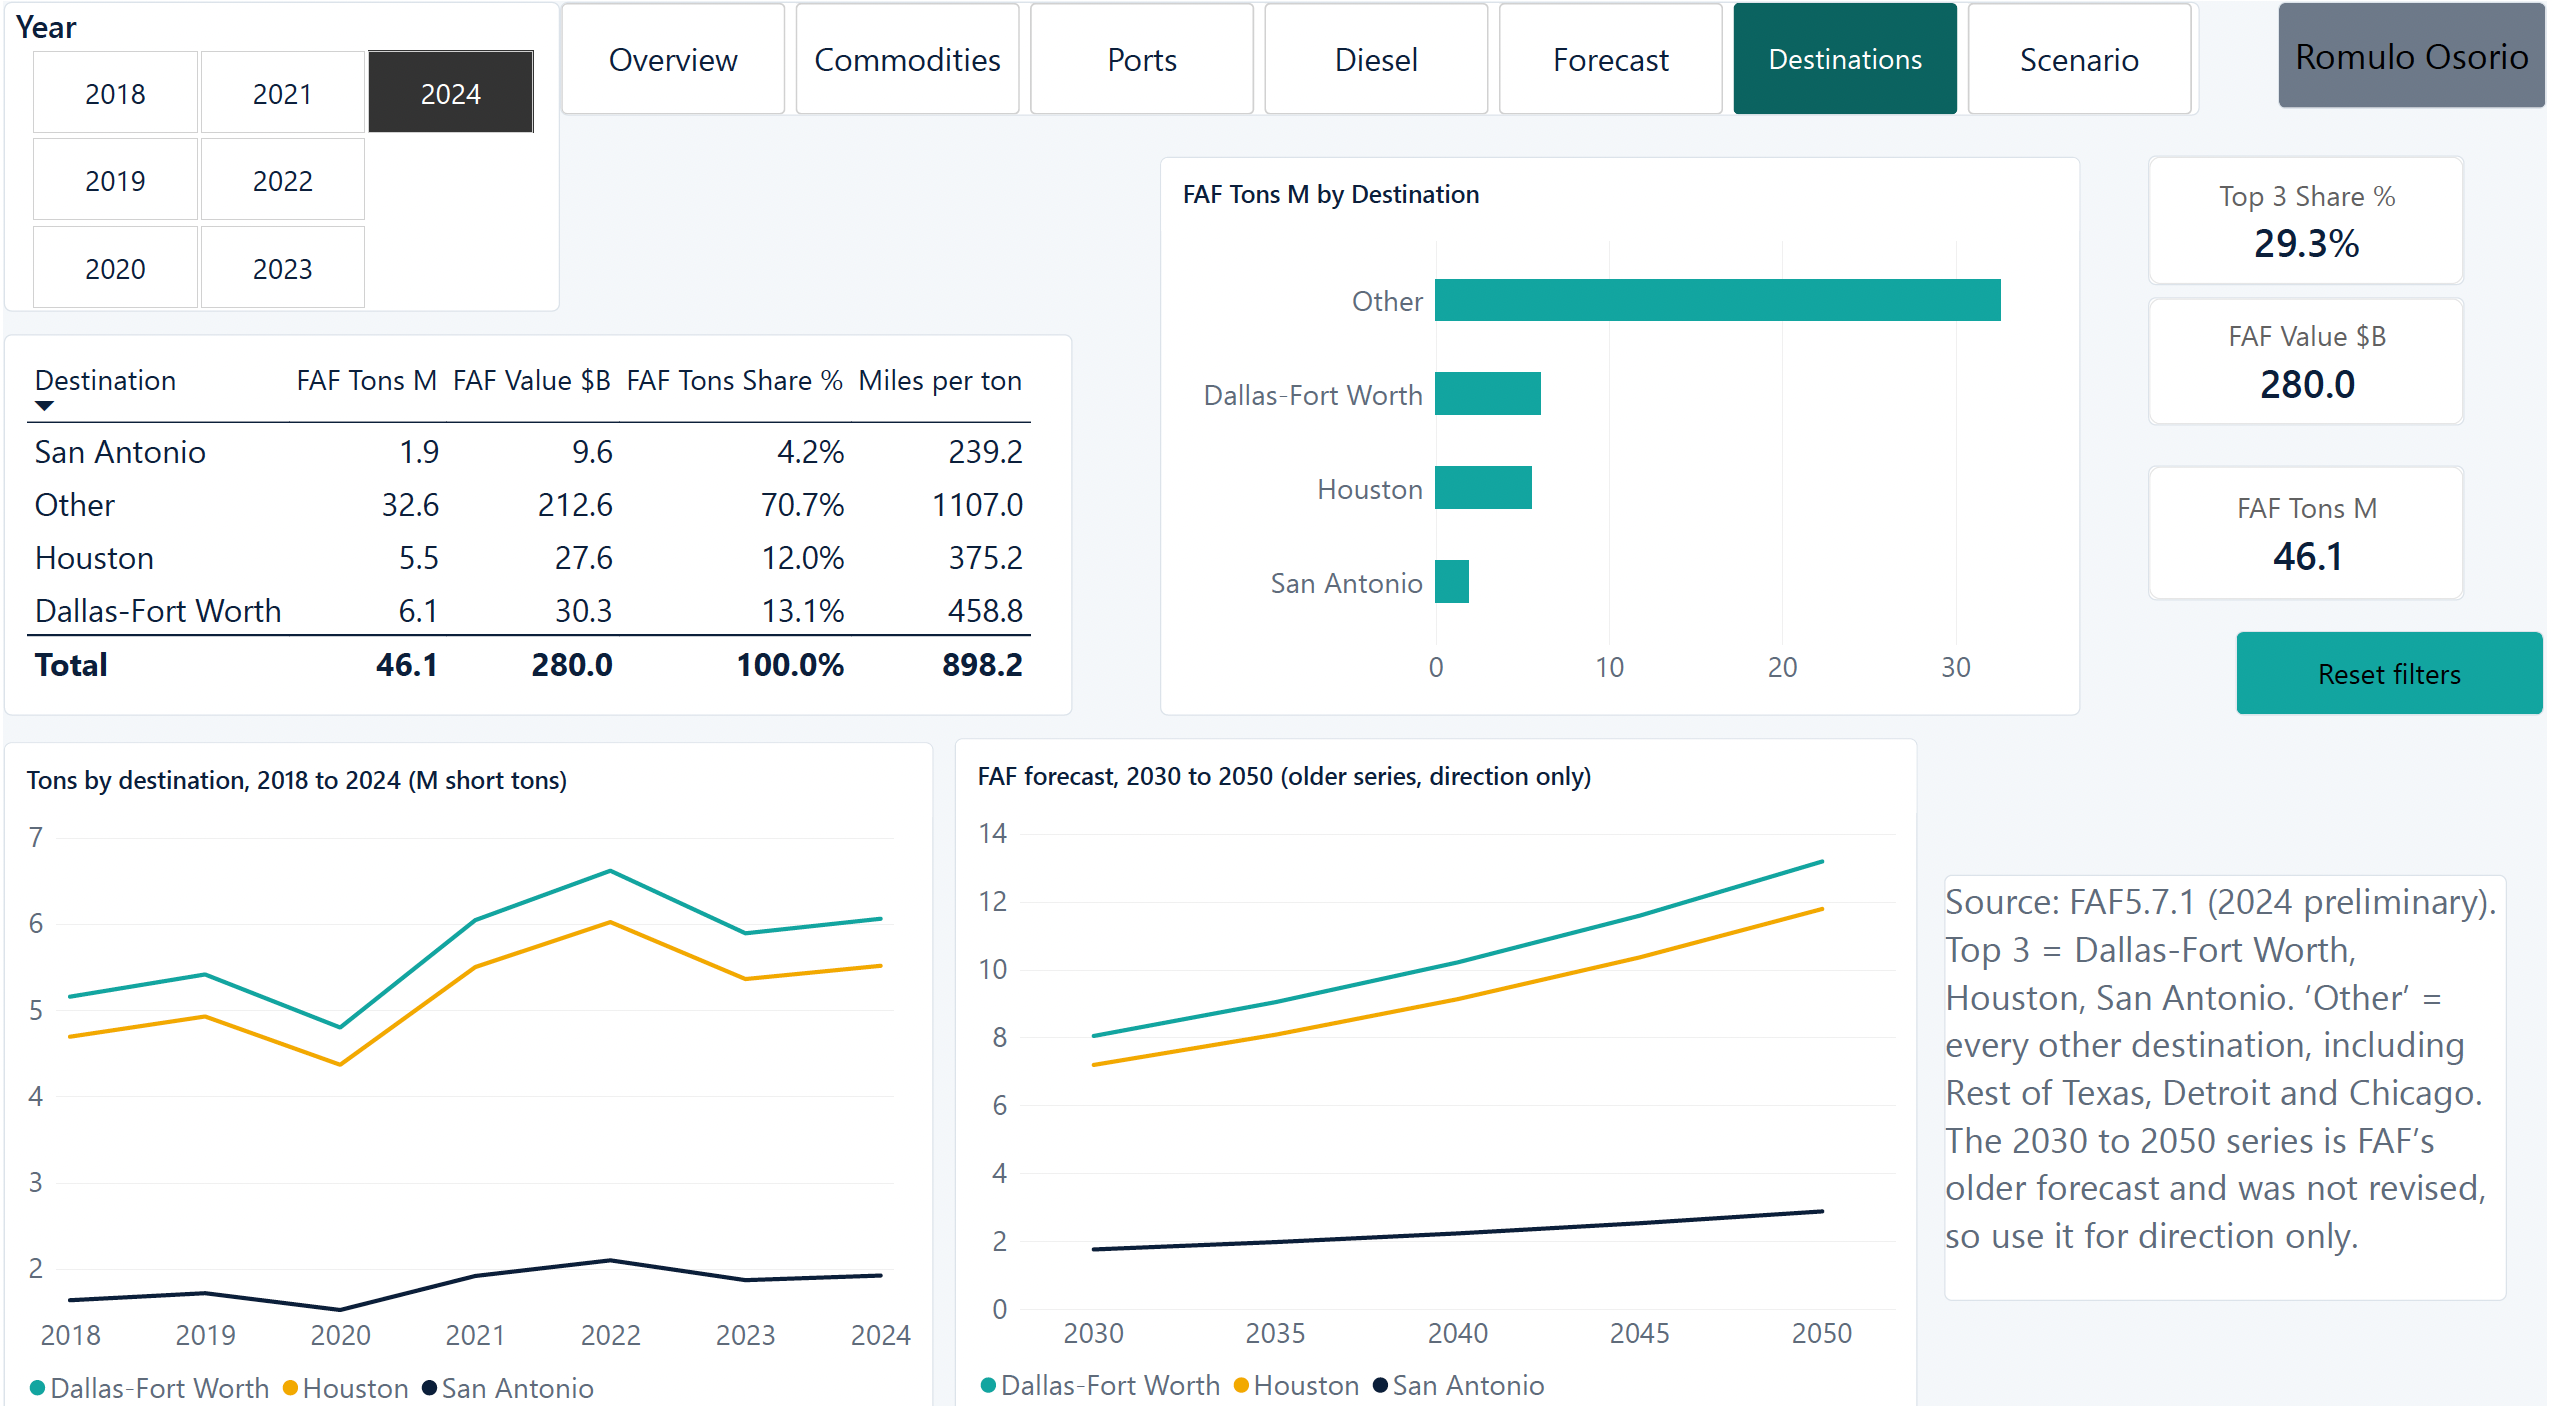 Year
2018 2021 2024
2019 2022
2020 2023
Overview Commodities Ports Diesel Forecast Destinations Scenario
Romulo Osorio
Destination FAF Tons M FAF Value $B FAF Tons Share % Miles per ton
San Antonio 1.9 9.6 4.2% 239.2
Other 32.6 212.6 70.7% 1107.0
Houston 5.5 27.6 12.0% 375.2
Dallas-Fort Worth 6.1 30.3 13.1% 458.8
Total 46.1 280.0 100.0% 898.2
FAF Tons M by Destination
Other
Dallas-Fort Worth
Houston
San Antonio
0 10 20 30
Top 3 Share %
29.3%
FAF Value $B
280.0
FAF Tons M
46.1
Reset filters
Tons by destination, 2018 to 2024 (M short tons)
7
6
5
4
3
2
2018 2019 2020 2021 2022 2023 2024
Dallas-Fort Worth Houston San Antonio
FAF forecast, 2030 to 2050 (older series, direction only)
14
12
10
8
6
4
2
0
2030 2035 2040 2045 2050
Dallas-Fort Worth Houston San Antonio
Source: FAF5.7.1 (2024 preliminary).
Top 3 = Dallas-Fort Worth,
Houston, San Antonio. ‘Other’ =
every other destination, including
Rest of Texas, Detroit and Chicago.
The 2030 to 2050 series is FAF’s
older forecast and was not revised,
so use it for direction only.